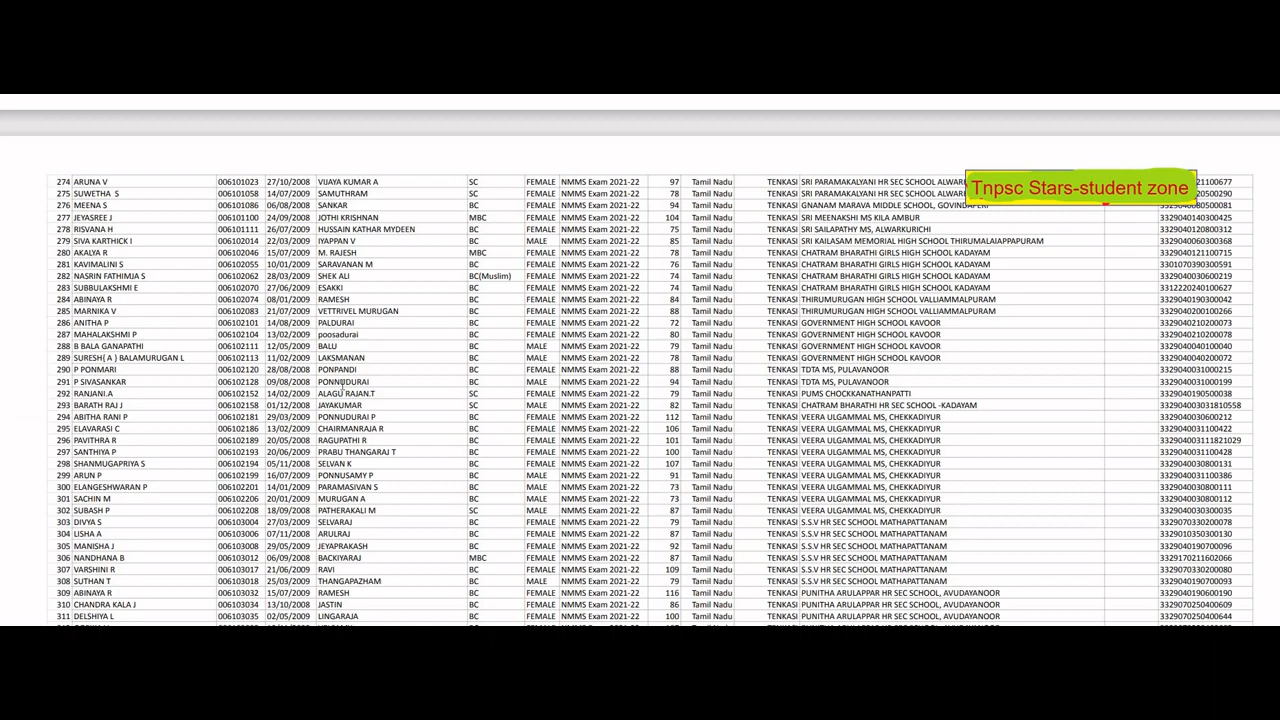 Tnpsc Stars-student zone
274 ARUNA V 006101023 27/10/2008 VIJAYA KUMAR A SC FEMALE NMMS Exam 2021-22 97 Tamil Nadu TENKASI SRI PARAMAKALYANI HR SEC SCHOOL
275 SUWETHA S 006101058 14/07/2009 SAMUTHRAM SC FEMALE NMMS Exam 2021-22 78 Tamil Nadu TENKASI SRI PARAMAKALYANI HR SEC SCHOOL
276 MEENA S 006101086 06/08/2008 SANKAR BC FEMALE NMMS Exam 2021-22 94 Tamil Nadu TENKASI GNANAM MARAVA MIDDLE SCHOOL, GOVINDAPERI 3329040080500081
277 JEYASREE J 006101100 24/09/2008 JOTHI KRISHNAN MBC FEMALE NMMS Exam 2021-22 104 Tamil Nadu TENKASI SRI MEENAKSHI MS KILA AMBUR 3329040140300425
278 RISVANA H 006101111 26/07/2009 HUSSAIN KATHAR MYDEEN BC FEMALE NMMS Exam 2021-22 75 Tamil Nadu TENKASI SRI SAILAPATHY MS, ALWARKURICHI 3329040120800312
279 SIVA KARTHICK I 006102014 22/03/2009 IYAPPAN V BC MALE NMMS Exam 2021-22 85 Tamil Nadu TENKASI SRI KAILASAM MEMORIAL HIGH SCHOOL THIRUMALAIAPPAPURAM 3329040060300368
280 AKALYA R 006102046 15/07/2009 M. RAJESH MBC FEMALE NMMS Exam 2021-22 78 Tamil Nadu TENKASI CHATRAM BHARATHI GIRLS HIGH SCHOOL KADAYAM 3329040121100715
281 KAVIMALINI S 006102055 10/01/2009 SARAVANAN M BC FEMALE NMMS Exam 2021-22 76 Tamil Nadu TENKASI CHATRAM BHARATHI GIRLS HIGH SCHOOL KADAYAM 3301070390300591
282 NASRIN FATHIMJA S 006102062 28/03/2009 SHEK ALI BC(Muslim) FEMALE NMMS Exam 2021-22 74 Tamil Nadu TENKASI CHATRAM BHARATHI GIRLS HIGH SCHOOL KADAYAM 3329040030600219
283 SUBBULAKSHMI E 006102070 27/06/2009 ESAKKI BC FEMALE NMMS Exam 2021-22 74 Tamil Nadu TENKASI CHATRAM BHARATHI GIRLS HIGH SCHOOL KADAYAM 3312220240100627
284 ABINAYA R 006102074 08/01/2009 RAMESH BC FEMALE NMMS Exam 2021-22 84 Tamil Nadu TENKASI THIRUMURUGAN HIGH SCHOOL VALLIAMMALPURAM 3329040190300042
285 MARNIKA V 006102083 21/07/2009 VETTRIVEL MURUGAN BC FEMALE NMMS Exam 2021-22 88 Tamil Nadu TENKASI THIRUMURUGAN HIGH SCHOOL VALLIAMMALPURAM 3329040200100266
286 ANITHA P 006102101 14/08/2009 PALDURAI BC FEMALE NMMS Exam 2021-22 72 Tamil Nadu TENKASI GOVERNMENT HIGH SCHOOL KAVOOR 3329040210200073
287 MAHALAKSHMI P 006102104 13/02/2009 poosadurai BC FEMALE NMMS Exam 2021-22 80 Tamil Nadu TENKASI GOVERNMENT HIGH SCHOOL KAVOOR 3329040210200078
288 B BALA GANAPATHI 006102111 12/05/2009 BALU BC MALE NMMS Exam 2021-22 79 Tamil Nadu TENKASI GOVERNMENT HIGH SCHOOL KAVOOR 3329040040100040
289 SURESH( A ) BALAMURUGAN L 006102113 11/02/2009 LAKSMANAN BC MALE NMMS Exam 2021-22 78 Tamil Nadu TENKASI GOVERNMENT HIGH SCHOOL KAVOOR 3329040040200072
290 P PONMARI 006102120 28/08/2008 PONPANDI BC FEMALE NMMS Exam 2021-22 88 Tamil Nadu TENKASI TDTA MS, PULAVANOOR 3329040031000215
291 P SIVASANKAR 006102128 09/08/2008 PONNUDURAI BC MALE NMMS Exam 2021-22 94 Tamil Nadu TENKASI TDTA MS, PULAVANOOR 3329040031000199
292 RANJANI.A 006102152 14/02/2009 ALAGU RAJAN.T SC FEMALE NMMS Exam 2021-22 79 Tamil Nadu TENKASI PUMS CHOCKKANATHANPATTI 3329040190500038
293 BARATH RAJ J 006102158 01/12/2008 JAYAKUMAR SC MALE NMMS Exam 2021-22 82 Tamil Nadu TENKASI CHATRAM BHARATHI HR SEC SCHOOL -KADAYAM 3329040030310​81​0558
294 ABITHA RANI P 006102181 29/03/2009 PONNUDURAI P BC FEMALE NMMS Exam 2021-22 112 Tamil Nadu TENKASI VEERA ULGAMMAL MS, CHEKKADIYUR 3329040030600212
295 ELAVARASI C 006102186 13/02/2009 CHAIRMANRAJA R BC FEMALE NMMS Exam 2021-22 106 Tamil Nadu TENKASI VEERA ULGAMMAL MS, CHEKKADIYUR 3329040031100422
296 PAVITHRA R 006102189 20/05/2009 RAGUPATHI R BC FEMALE NMMS Exam 2021-22 101 Tamil Nadu TENKASI VEERA ULGAMMAL MS, CHEKKADIYUR 3329040031118​21029
297 SANTHIYA P 006102193 20/06/2009 PRABU THANGARAJ T BC FEMALE NMMS Exam 2021-22 100 Tamil Nadu TENKASI VEERA ULGAMMAL MS, CHEKKADIYUR 3329040031100428
298 SHANMUGAPRIYA S 006102194 05/11/2008 SELVAN K BC FEMALE NMMS Exam 2021-22 107 Tamil Nadu TENKASI VEERA ULGAMMAL MS, CHEKKADIYUR 3329040030800131
299 ARUN P 006102199 16/07/2009 PONNUSAMY P BC MALE NMMS Exam 2021-22 91 Tamil Nadu TENKASI VEERA ULGAMMAL MS, CHEKKADIYUR 3329040031100386
300 ELANGESHWARAN P 006102201 14/01/2009 PARAMASIVAN S BC MALE NMMS Exam 2021-22 73 Tamil Nadu TENKASI VEERA ULGAMMAL MS, CHEKKADIYUR 3329040030800111
301 SACHIN M 006102206 20/01/2009 MURUGAN A BC MALE NMMS Exam 2021-22 73 Tamil Nadu TENKASI VEERA ULGAMMAL MS, CHEKKADIYUR 3329040030800112
302 SUBASH P 006102208 18/09/2008 PATHERAKALI M SC MALE NMMS Exam 2021-22 87 Tamil Nadu TENKASI VEERA ULGAMMAL MS, CHEKKADIYUR 3329040030300035
303 DIVYA S 006103004 27/03/2009 SELVARAJ BC FEMALE NMMS Exam 2021-22 79 Tamil Nadu TENKASI S.S.V HR SEC SCHOOL MATHAPATTANAM 3329070330200078
304 LISHA A 006103006 07/11/2008 ARULRAJ BC FEMALE NMMS Exam 2021-22 87 Tamil Nadu TENKASI S.S.V HR SEC SCHOOL MATHAPATTANAM 3329010350300130
305 MANISHA J 006103008 29/05/2009 JEYAPRAKASH BC FEMALE NMMS Exam 2021-22 92 Tamil Nadu TENKASI S.S.V HR SEC SCHOOL MATHAPATTANAM 3329040190700096
306 NANDHANA B 006103012 06/09/2008 BACKIYARAJ MBC FEMALE NMMS Exam 2021-22 87 Tamil Nadu TENKASI S.S.V HR SEC SCHOOL MATHAPATTANAM 3329170211602066
307 VARSHINI R 006103017 21/06/2009 RAVI BC FEMALE NMMS Exam 2021-22 109 Tamil Nadu TENKASI S.S.V HR SEC SCHOOL MATHAPATTANAM 3329070330200080
308 SUTHAN T 006103018 25/03/2009 THANGAPAZHAM BC MALE NMMS Exam 2021-22 79 Tamil Nadu TENKASI S.S.V HR SEC SCHOOL MATHAPATTANAM 3329040190700093
309 ABINAYA R 006103032 15/07/2009 RAMESH BC FEMALE NMMS Exam 2021-22 116 Tamil Nadu TENKASI PUNITHA ARULAPPAR HR SEC SCHOOL, AVUDAYANOOR 3329040190600190
310 CHANDRA KALA J 006103034 13/10/2008 JASTIN BC FEMALE NMMS Exam 2021-22 86 Tamil Nadu TENKASI PUNITHA ARULAPPAR HR SEC SCHOOL, AVUDAYANOOR 3329070250400609
311 DELSHIYA L 006103035 02/05/2009 LINGARAJA BC FEMALE NMMS Exam 2021-22 100 Tamil Nadu TENKASI PUNITHA ARULAPPAR HR SEC SCHOOL, AVUDAYANOOR 3329070250400644